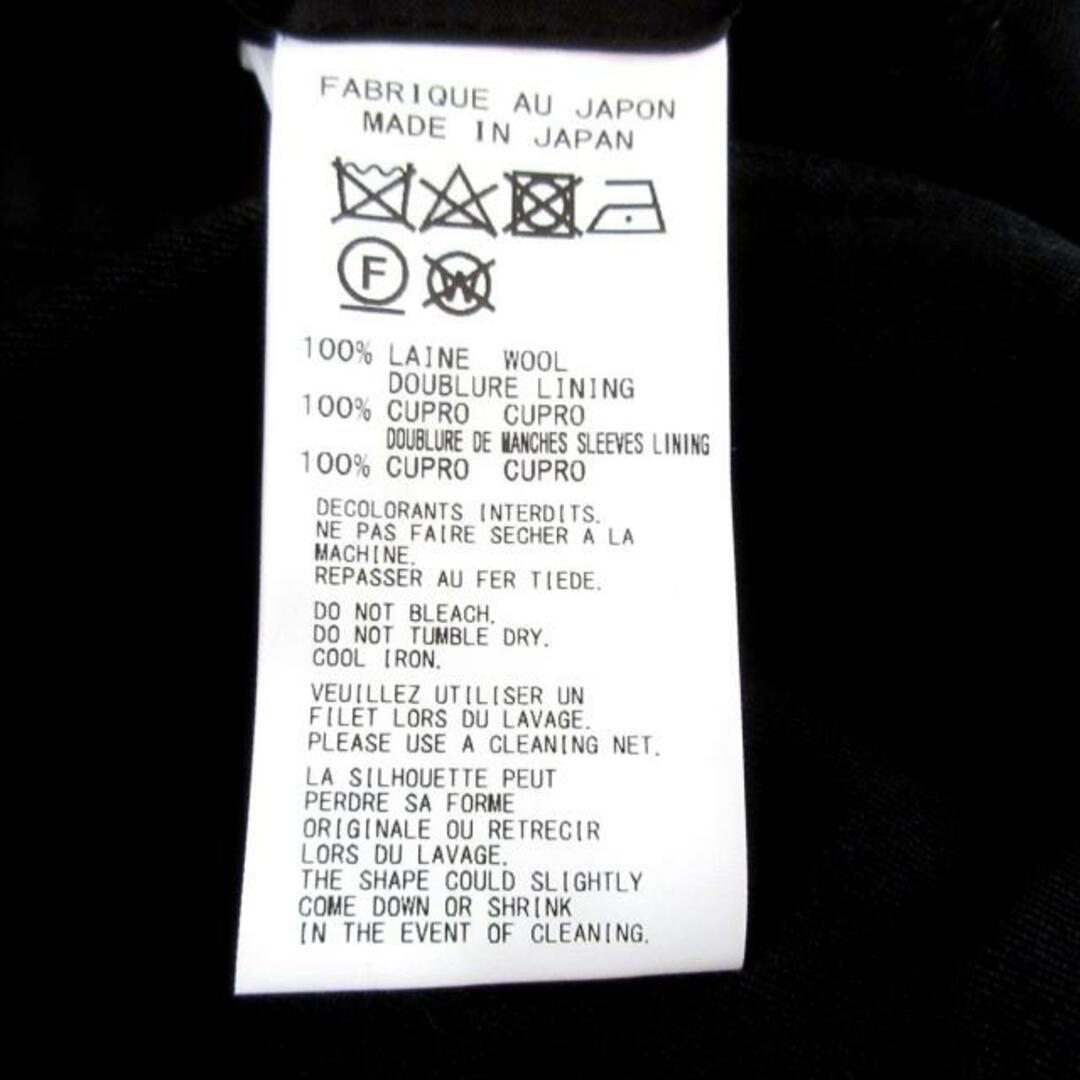 FABRIQUE AU JAPON
MADE IN JAPAN
F W
100% LAINE WOOL
DOUBLURE LINING
100% CUPRO CUPRO
DOUBLURE DE MANCHES SLEEVES LINING
100% CUPRO CUPRO
DECOLORANTS INTERDITS.
NE PAS FAIRE SECHER A LA
MACHINE.
REPASSER AU FER TIEDE.
DO NOT BLEACH.
DO NOT TUMBLE DRY.
COOL IRON.
VEUILLEZ UTILISER UN
FILET LORS DU LAVAGE.
PLEASE USE A CLEANING NET.
LA SILHOUETTE PEUT
PERDRE SA FORME
ORIGINALE OU RETRECIR
LORS DU LAVAGE.
THE SHAPE COULD SLIGHTLY
COME DOWN OR SHRINK
IN THE EVENT OF CLEANING.